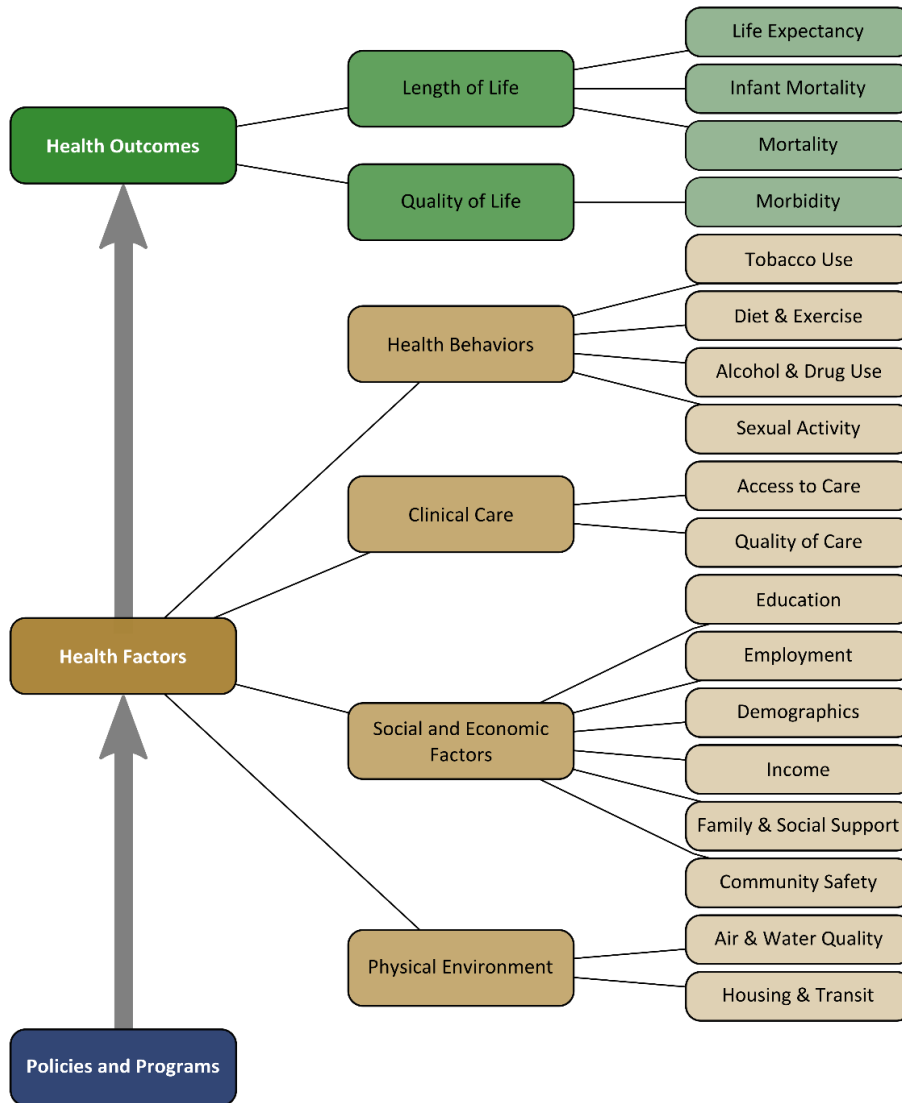 Life Expectancy
Length of Life
Infant Mortality
Health Outcomes
Mortality
Quality of Life
Morbidity
Tobacco Use
Health Behaviors
Diet & Exercise
Alcohol & Drug Use
Sexual Activity
Clinical Care
Access to Care
Quality of Care
Health Factors
Education
Employment
Social and Economic
Factors
Demographics
Income
Family & Social Support
Community Safety
Physical Environment
Air & Water Quality
Housing & Transit
Policies and Programs